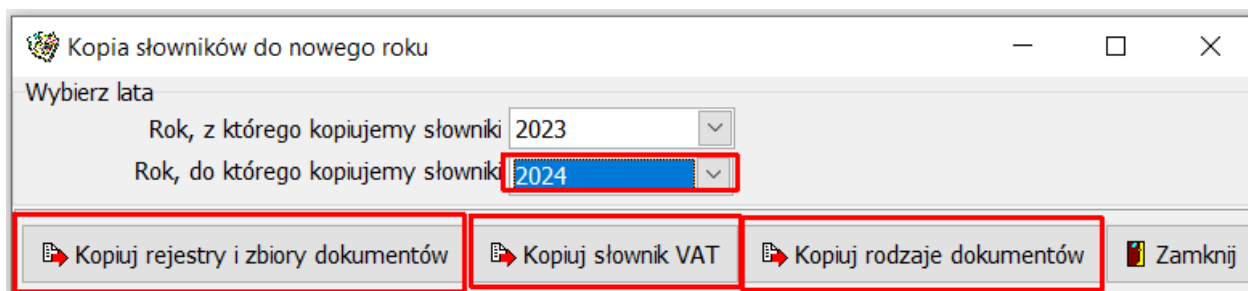 Kopia słowników do nowego roku
Wybierz lata
Rok, z którego kopiujemy słowniki 2023
Rok, do którego kopiujemy słowniki 2024
Kopiuj rejestry i zbiory dokumentów Kopiuj słownik VAT Kopiuj rodzaje dokumentów Zamknij